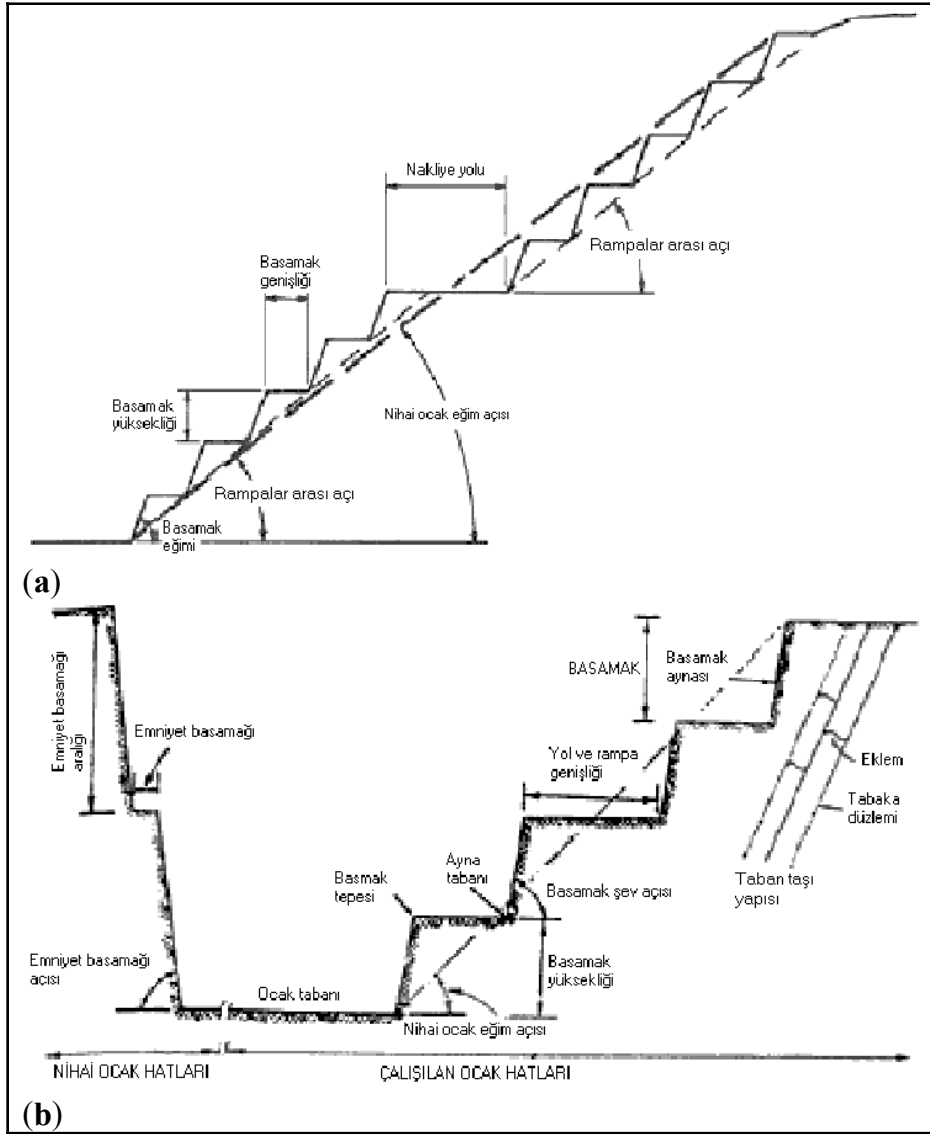 Nakliye yolu
Rampalar arası açı
Basamak
genişliği
Basamak
yüksekliği
Nihai ocak eğim açısı
Rampalar arası açı
Basamak
eğimi
(a)
Emniyet basamağı
aralığı
Emniyet basamağı
BASAMAK
Basamak
aynası
Yol ve rampa
genişliği
Eklem
Tabaka
düzlemi
Taban taşı
yapısı
Basmak
tepesi
Ayna
tabanı
Basamak şev açısı
Basamak
yüksekliği
Emniyet basamağı
açısı
Ocak tabanı
Nihai ocak eğim açısı
NİHAİ OCAK HATLARI
ÇALIŞILAN OCAK HATLARI
(b)